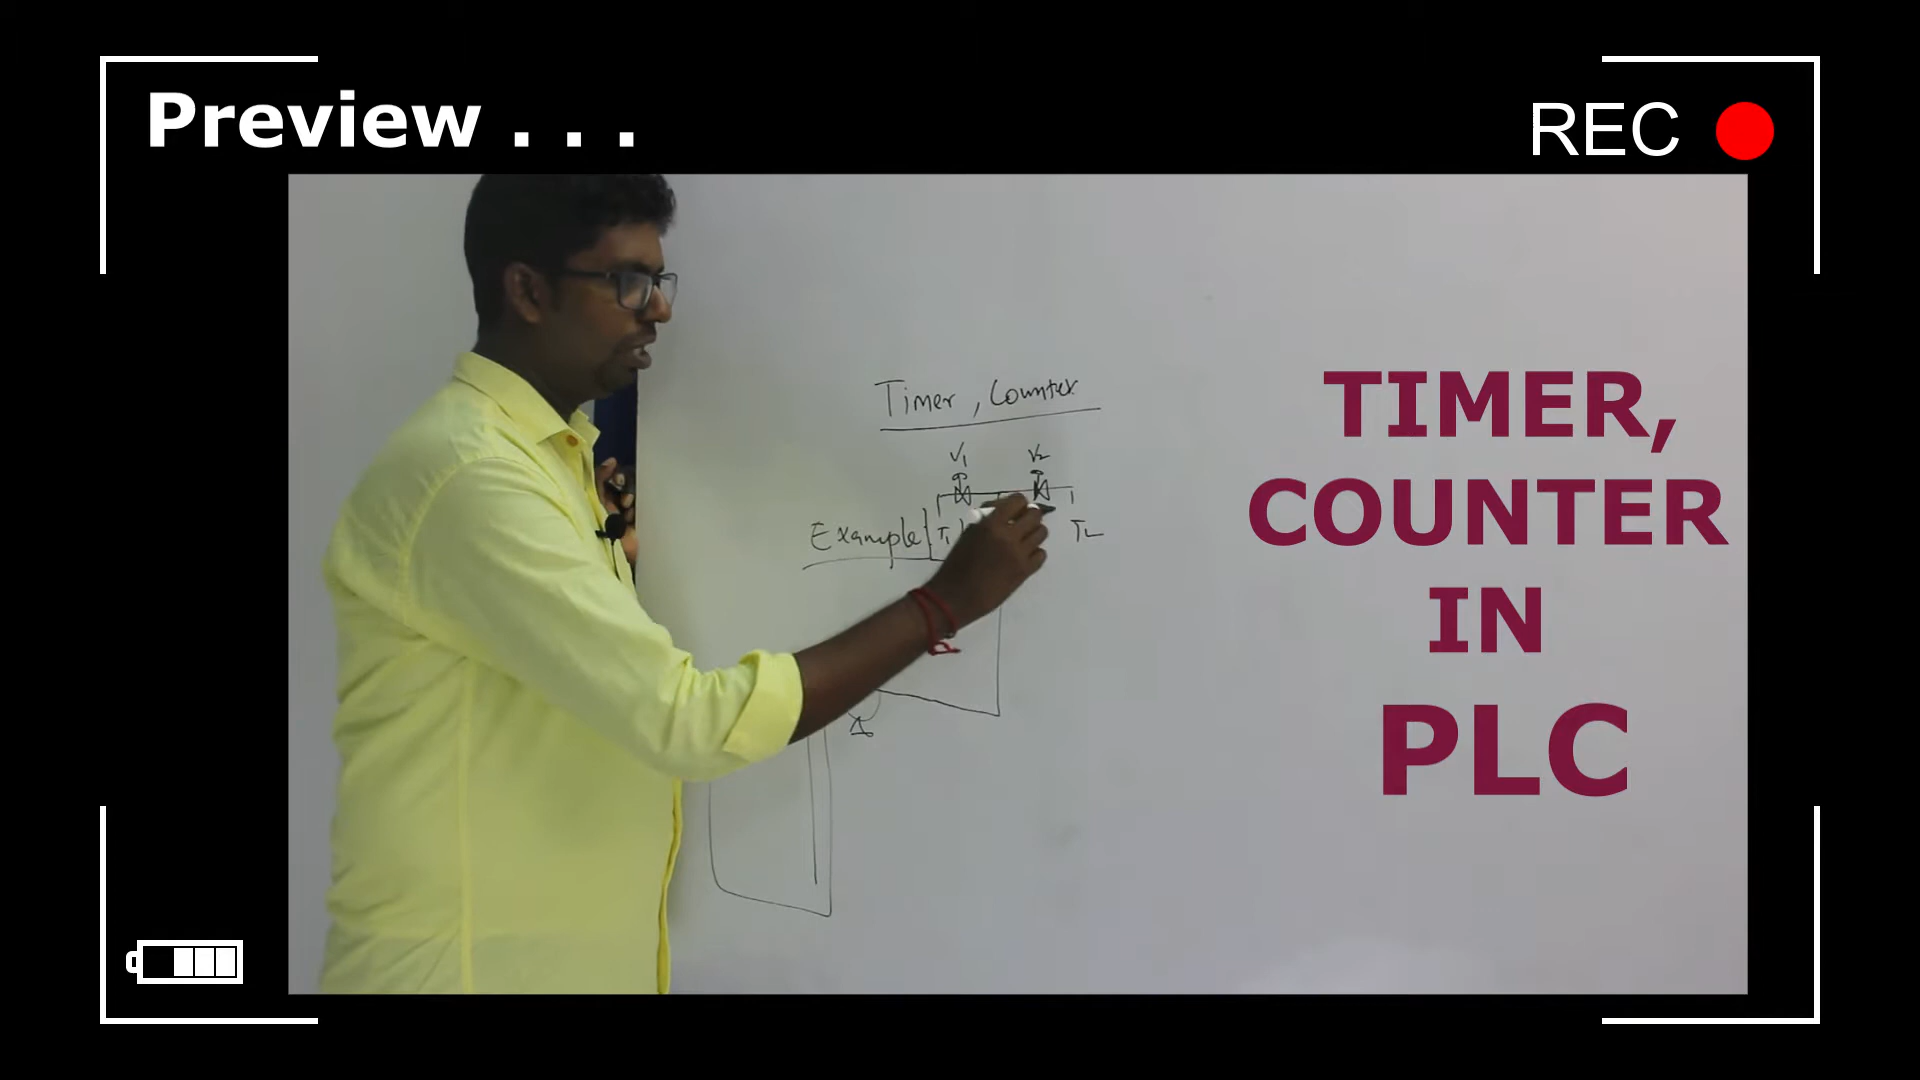 Preview . . .
REC
Timer, Counter
V1
V2
Example
T1
T2
TIMER,
COUNTER
IN
PLC